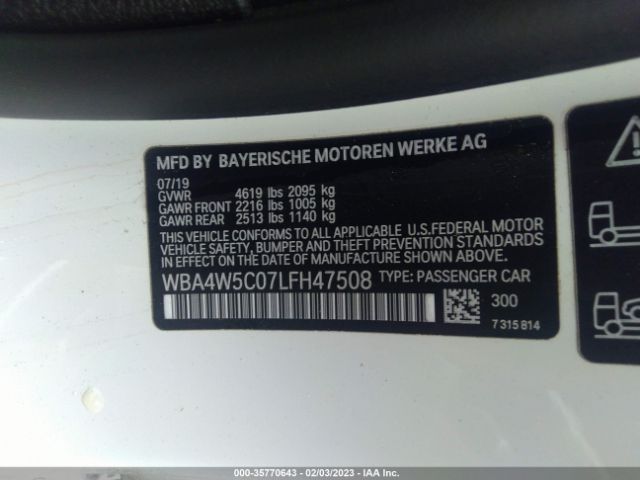 MFD BY BAYERISCHE MOTOREN WERKE AG
07/19
GVWR 4619 lbs 2095 kg
GAWR FRONT 2216 lbs 1005 kg
GAWR REAR 2513 lbs 1140 kg
THIS VEHICLE CONFORMS TO ALL APPLICABLE U.S.FEDERAL MOTOR
VEHICLE SAFETY, BUMPER, AND THEFT PREVENTION
STANDARDS IN EFFECT ON THE DATE OF MANUFACTURE SHOWN ABOVE.
WBA4W5C07LFH47508 TYPE: PASSENGER CAR
300
7315814
000-35770643 - 02/03/2023 - IAA Inc.